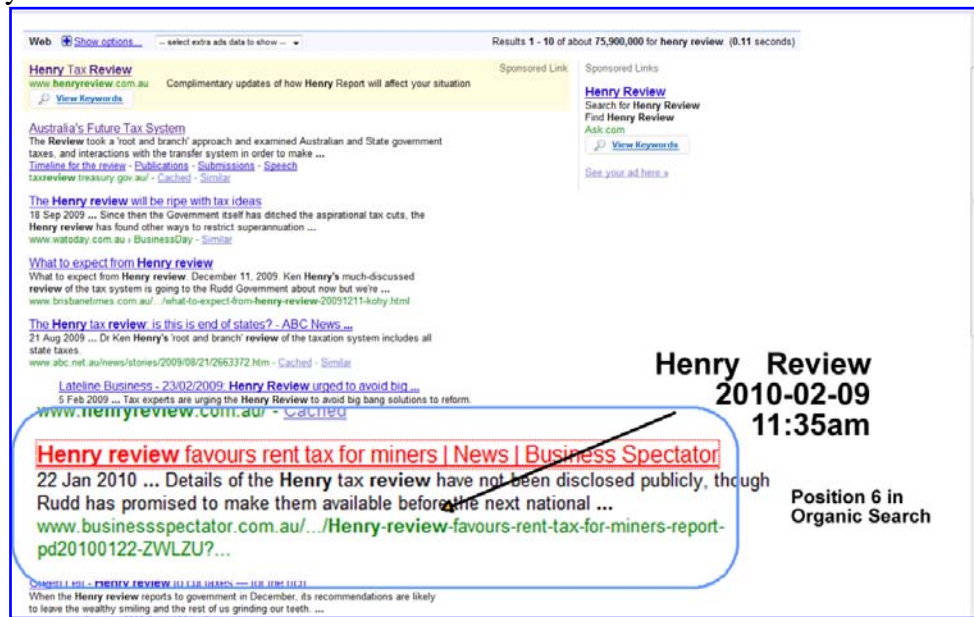 y
Web Show options... -- select extra ads data to show --
Results 1 - 10 of about 75,900,000 for henry review. (0.11 seconds)
Henry Tax Review
www.henryreview.com.au Complimentary updates of how Henry Report will affect your situation
View Keywords
Sponsored Link
Australia's Future Tax System
The Review took a 'root and branch' approach and examined Australian and State government
taxes, and interactions with the transfer system in order to make ...
Timeline for the review - Publications - Submissions - Speech
taxreview.treasury.gov.au/ - Cached - Similar
The Henry review will be ripe with tax ideas
18 Sep 2009 ... Since then the Government itself has ditched the aspirational tax cuts, the
Henry review has found other ways to restrict superannuation ...
www.watoday.com.au › BusinessDay - Similar
What to expect from Henry review
What to expect from Henry review. December 11, 2009. Ken Henry's much-discussed
review of the tax system is going to the Rudd Government about now but we're ...
www.brisbanetimes.com.au/.../what-to-expect-from-henry-review-20091211-kohy.html
The Henry tax review: is this is end of states? - ABC News ...
21 Aug 2009 ... Dr Ken Henry's 'root and branch' review of the taxation system includes all
state taxes.
www.abc.net.au/news/stories/2009/08/21/2663372.htm - Cached - Similar
Lateline Business - 23/02/2009: Henry Review urged to avoid big ...
5 Feb 2009 ... Tax experts are urging the Henry Review to avoid big bang solutions to reform.
www.henryreview.com.au/ - Cached
Henry review favours rent tax for miners | News | Business Spectator
22 Jan 2010 ... Details of the Henry tax review have not been disclosed publicly, though
Rudd has promised to make them available before the next national ...
www.businessspectator.com.au/.../Henry-review-favours-rent-tax-for-miners-report-
pd20100122-ZWLZU?...
Henry review to cut taxes — for the rich
When the Henry review reports to government in December, its recommendations are likely
to leave the wealthy smiling and the rest of us grinding our teeth. ...
Sponsored Links
Henry Review
Search for Henry Review
Find Henry Review
Ask.com
View Keywords
See your ad here »
Henry Review
2010-02-09
11:35am
Position 6 in
Organic Search